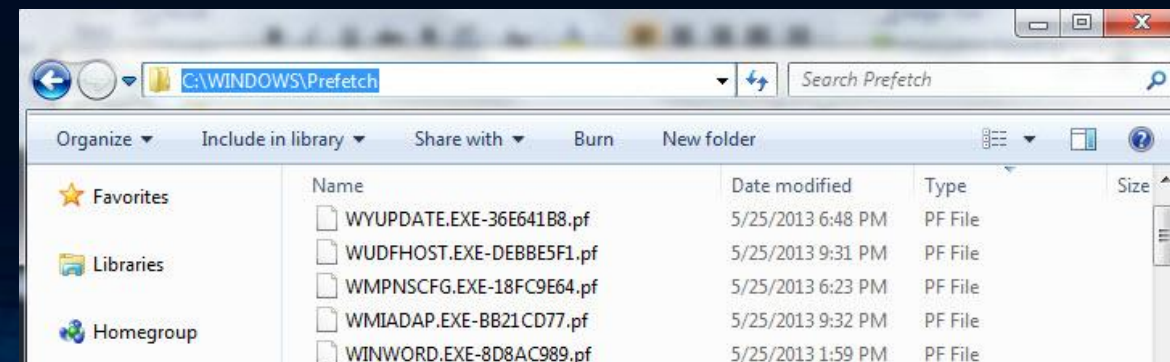 C:\WINDOWS\Prefetch
Search Prefetch
Organize
Include in library
Share with
Burn
New folder
Favorites
Libraries
Homegroup
Name Date modified Type Size
WYUPDATE.EXE-36E641B8.pf 5/25/2013 6:48 PM PF File
WUDFHOST.EXE-DEBBE5F1.pf 5/25/2013 9:31 PM PF File
WMPNSCFG.EXE-18FC9E64.pf 5/25/2013 6:23 PM PF File
WMIADAP.EXE-BB21CD77.pf 5/25/2013 9:32 PM PF File
WINWORD.EXE-8D8AC989.pf 5/25/2013 1:59 PM PF File